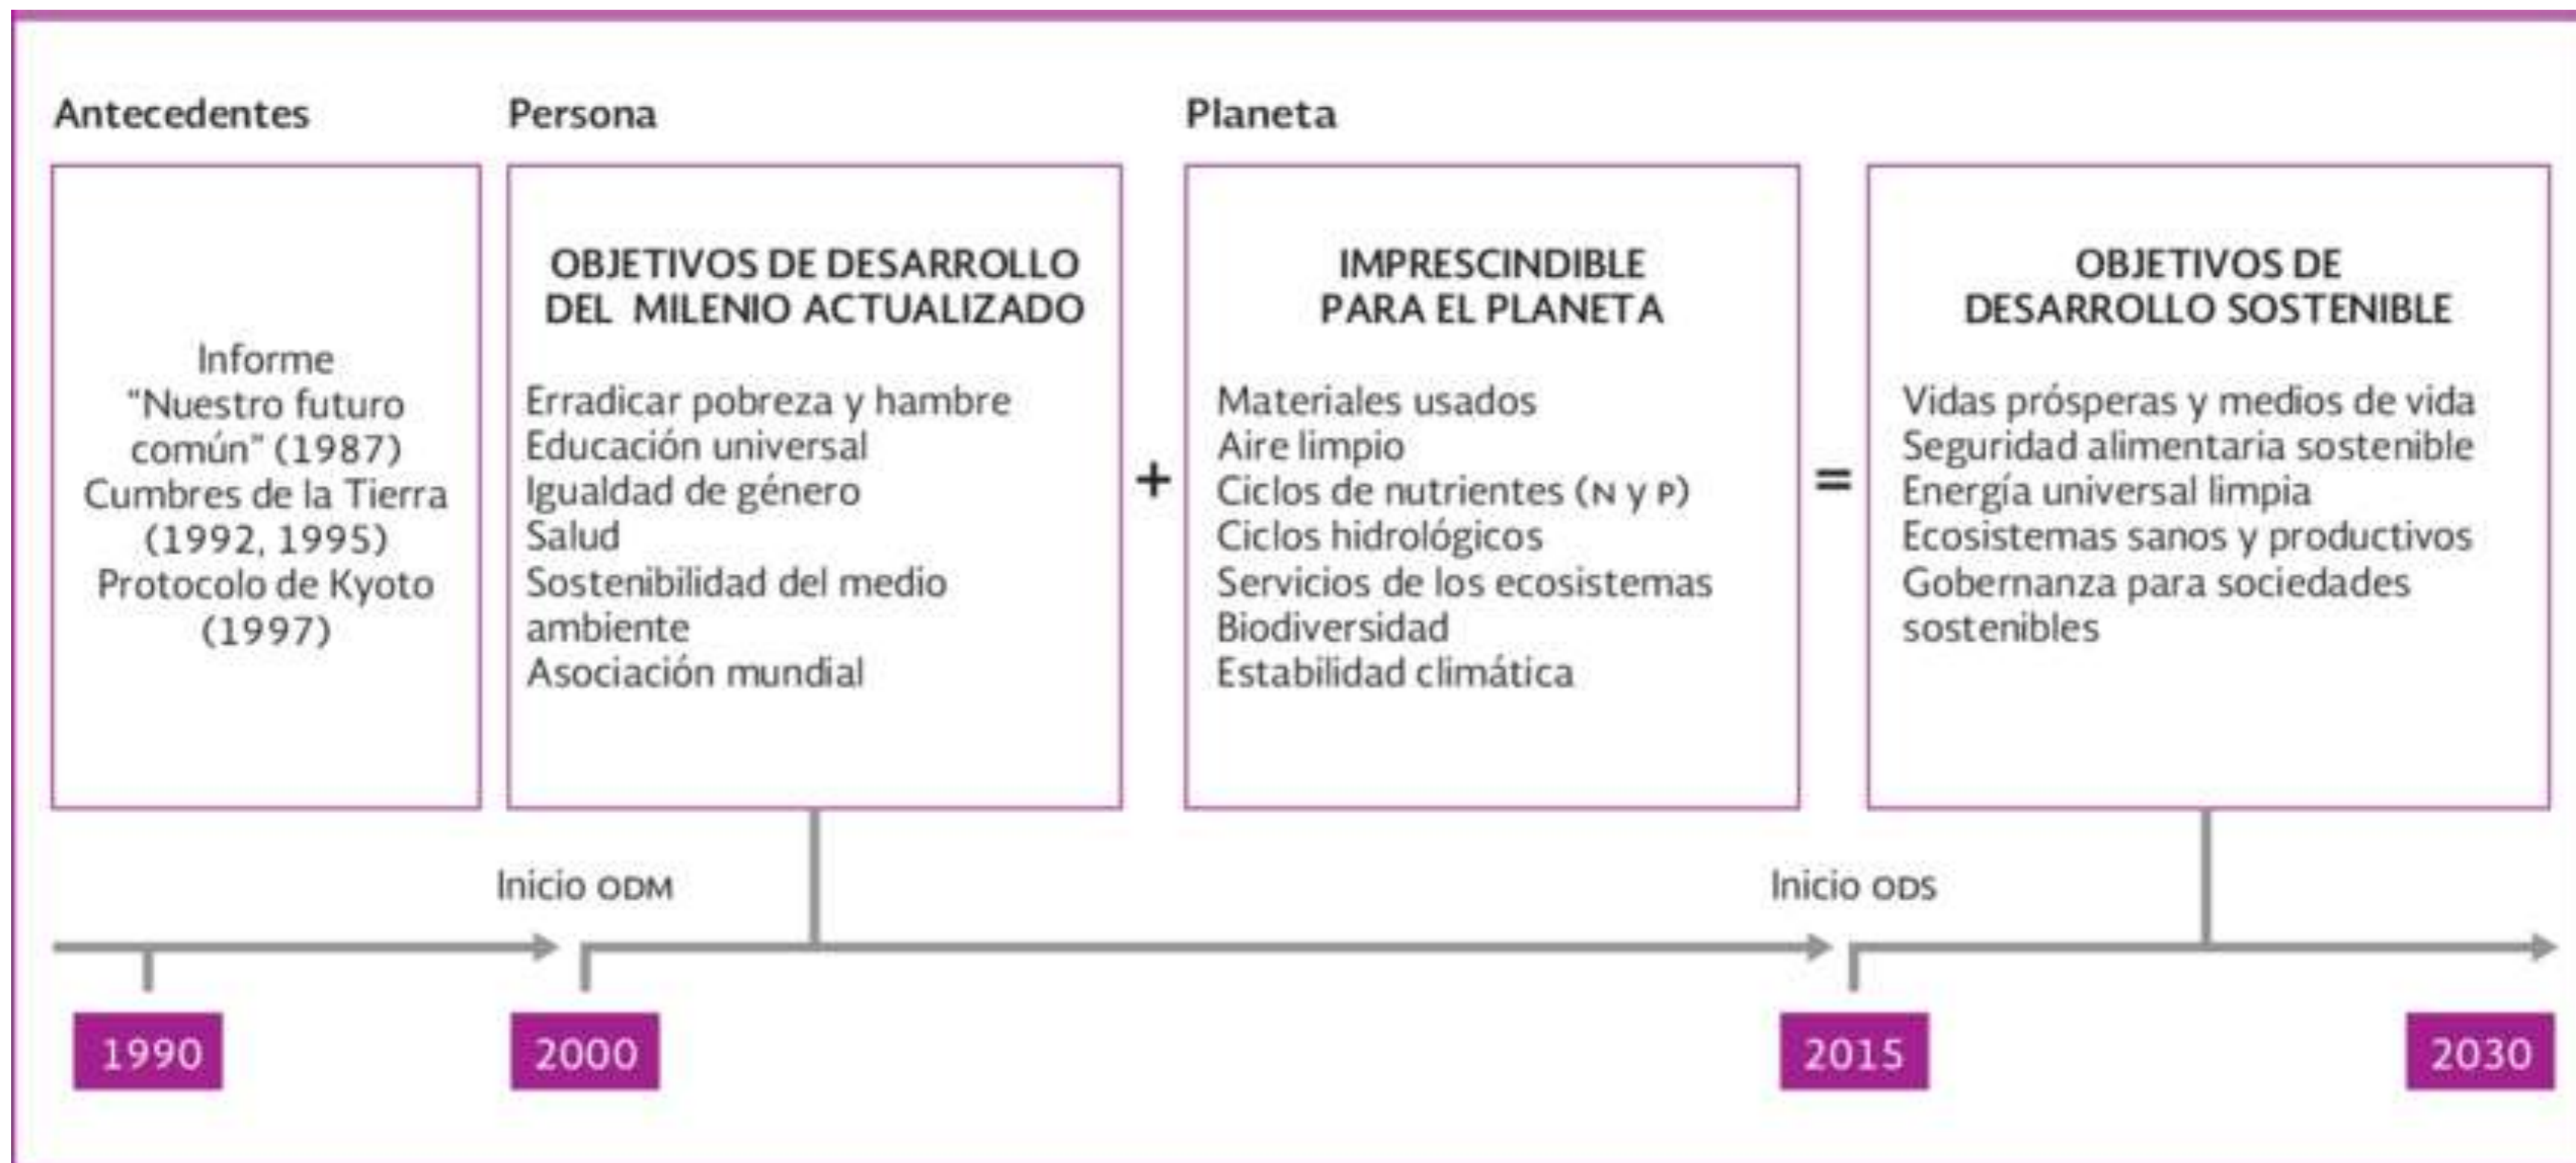 Antecedentes
Informe
"Nuestro futuro
común" (1987)
Cumbres de la Tierra
(1992, 1995)
Protocolo de Kyoto
(1997)
Persona
OBJETIVOS DE DESARROLLO
DEL MILENIO ACTUALIZADO
Erradicar pobreza y hambre
Educación universal
Igualdad de género
Salud
Sostenibilidad del medio
ambiente
Asociación mundial
+
Planeta
IMPRESCINDIBLE
PARA EL PLANETA
Materiales usados
Aire limpio
Ciclos de nutrientes (N y P)
Ciclos hidrológicos
Servicios de los ecosistemas
Biodiversidad
Estabilidad climática
=
OBJETIVOS DE
DESARROLLO SOSTENIBLE
Vidas prósperas y medios de vida
Seguridad alimentaria sostenible
Energía universal limpia
Ecosistemas sanos y productivos
Gobernanza para sociedades
sostenibles
Inicio ODM
Inicio ODS
1990
2000
2015
2030